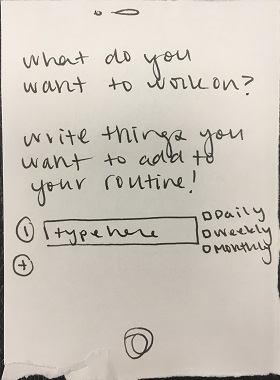 what do you
want to work on?
write things you
want to add to
your routine!
- type here
□ Daily
□ weekly
□ monthly
+